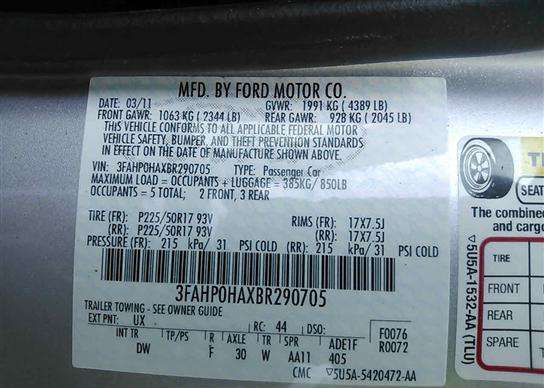 MFD. BY FORD MOTOR CO.
DATE: 03/11 GVWR: 1991 KG ( 4389 LB)
FRONT GAWR: 1063 KG ( 2344 LB) REAR GAWR: 928 KG ( 2045 LB)
THIS VEHICLE CONFORMS TO ALL APPLICABLE FEDERAL MOTOR
VEHICLE SAFETY, BUMPER, AND THEFT PREVENTION STANDARDS
IN EFFECT ON THE DATE OF MANUFACTURE SHOWN ABOVE.
VIN: 3FAHP0HAXBR290705 TYPE: Passenger Car
MAXIMUM LOAD = OCCUPANTS + LUGGAGE = 385KG/ 850LB
OCCUPANTS = 5 TOTAL; 2 FRONT, 3 REAR
TIRE (FR): P225/50R17 93V RIMS (FR): 17X7.5J
(RR): P225/50R17 93V (RR): 17X7.5J
PRESSURE (FR): 215 kPa/ 31 PSI COLD (RR): 215 kPa/ 31 PSI COLD
3FAHP0HAXBR290705
TRAILER TOWING - SEE OWNER GUIDE
EXT PNT: UX RC: 44 DSO: F0076
INT TR TP/PS R AXLE TR ADE1F R0072
DW F 30 W AA11 405
CMC 5U5A-5420472-AA
SEAT
The combined
and cargo
TIRE
FRONT
REAR
SPARE
5U5A-1532-AA (TLU)